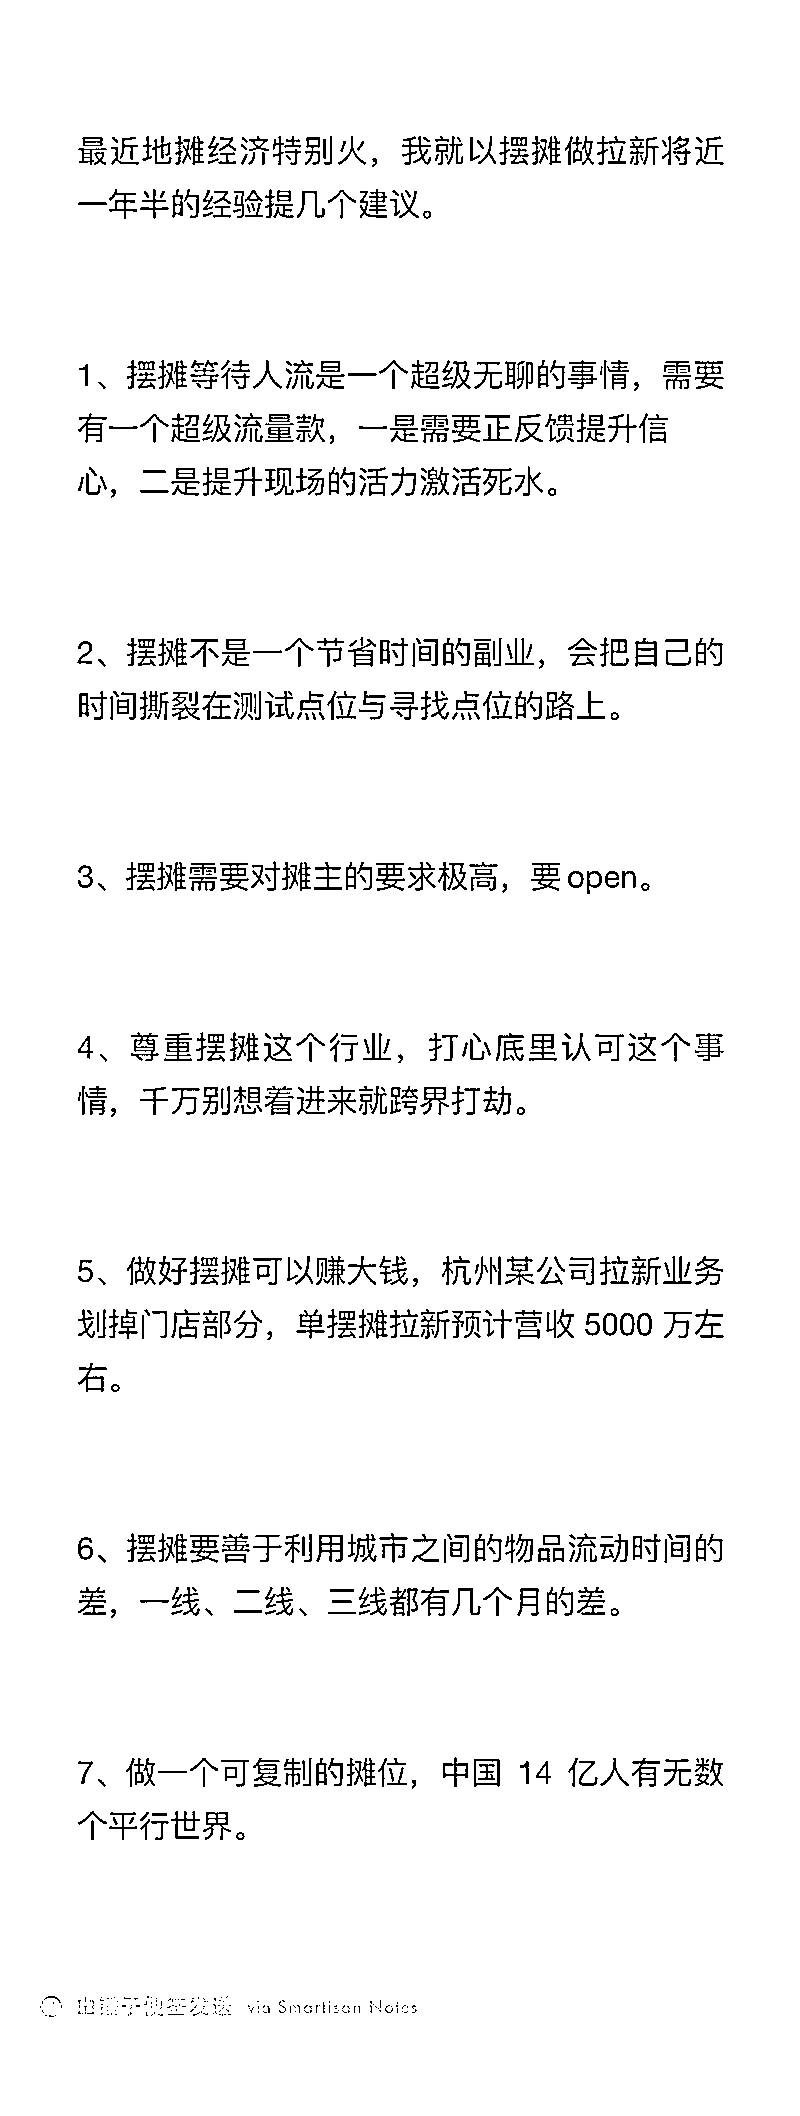 最近地摊经济特别火，我就以摆摊做拉新将近
一年半的经验提几个建议。
1、摆摊等待人流是一个超级无聊的事情，需要
有一个超级流量款，一是需要正反馈提升信
心，二是提升现场的活力激活死水。
2、摆摊不是一个节省时间的副业，会把自己的
时间撕裂在测试点位与寻找点位的路上。
3、摆摊需要对摊主的要求极高，要open。
4、尊重摆摊这个行业，打心底里认可这个事
情，千万别想着进来就跨界打劫。
5、做好摆摊可以赚大钱，杭州某公司拉新业务
划掉门店部分，单摆摊拉新预计营收 5000 万左
右。
6、摆摊要善于利用城市之间的物品流动时间的
差，一线、二线、三线都有几个月的差。
7、做一个可复制的摊位，中国 14 亿人有无数
个平行世界。
由锤子便签发送 via Smartisan Notes